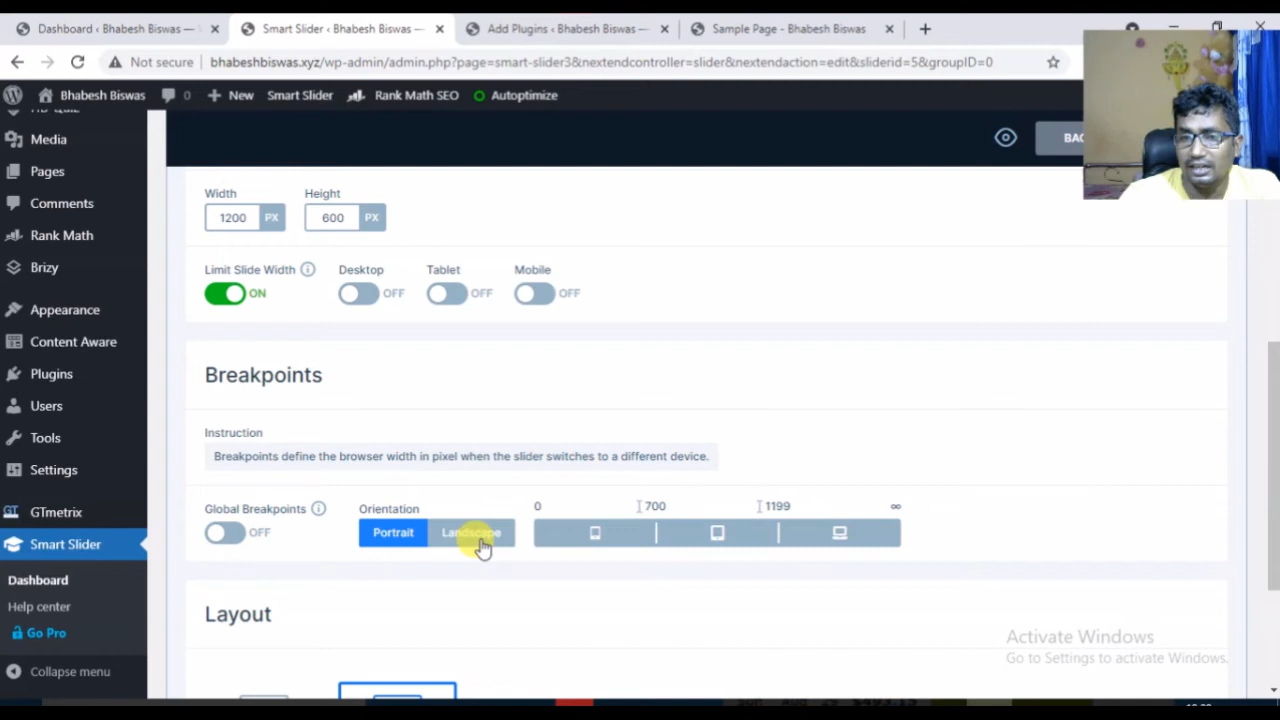 Dashboard ‹ Bhabesh Biswas —
Smart Slider ‹ Bhabesh Biswas —
Add Plugins ‹ Bhabesh Biswas —
Sample Page - Bhabesh Biswas
Not secure
bhabeshbiswas.xyz/wp-admin/admin.php?page=smart-slider3&nextendcontroller=slider&nextendaction=edit&sliderid=5&groupID=0
Bhabesh Biswas
0
New
Smart Slider
Rank Math SEO
Autoptimize
Media
Pages
Comments
Rank Math
Brizy
Appearance
Content Aware
Plugins
Users
Tools
Settings
GT GTmetrix
Smart Slider
Dashboard
Help center
Go Pro
Collapse menu
BAC
Width Height
1200 PX 600 PX
Limit Slide Width Desktop Tablet Mobile
ON OFF OFF OFF
Breakpoints
Instruction
Breakpoints define the browser width in pixel when the slider switches to a different device.
Global Breakpoints Orientation 0 700 1199 ∞
OFF Portrait Landscape
Layout
Activate Windows
Go to Settings to activate Windows.